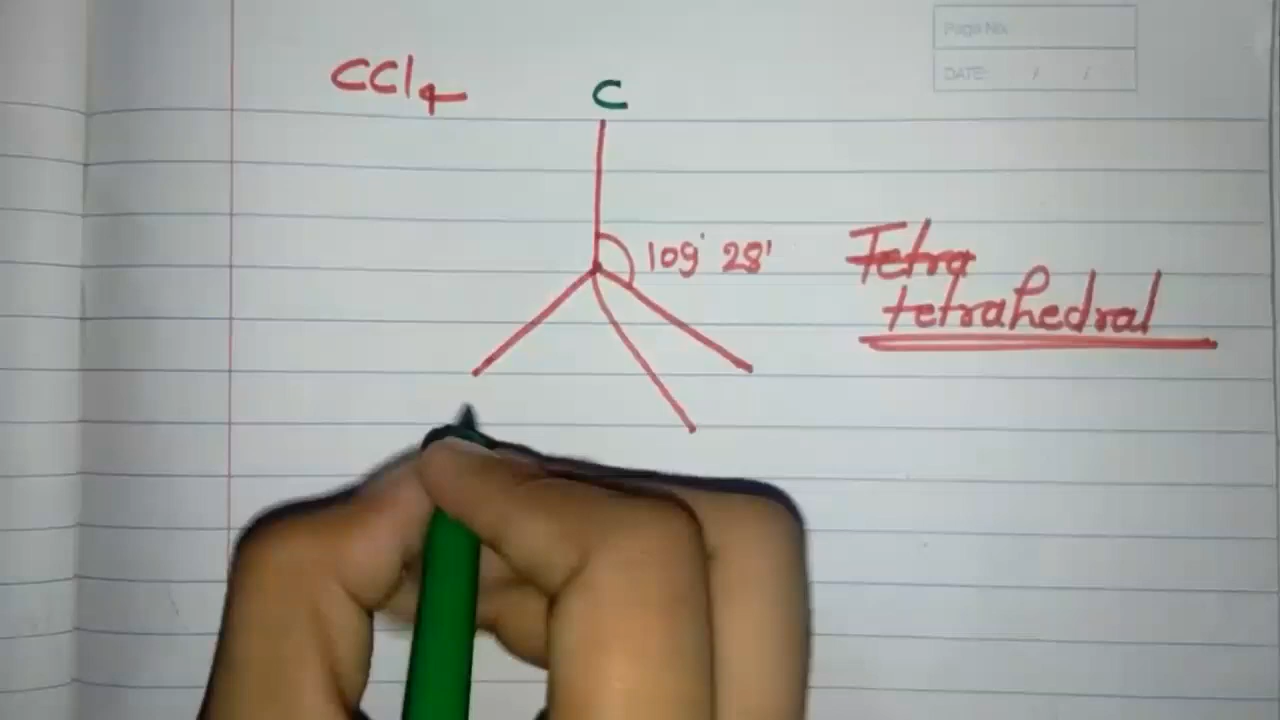 Page No.
DATE: / /
CCl4
C
109° 28'
Tetra
tetrahedral